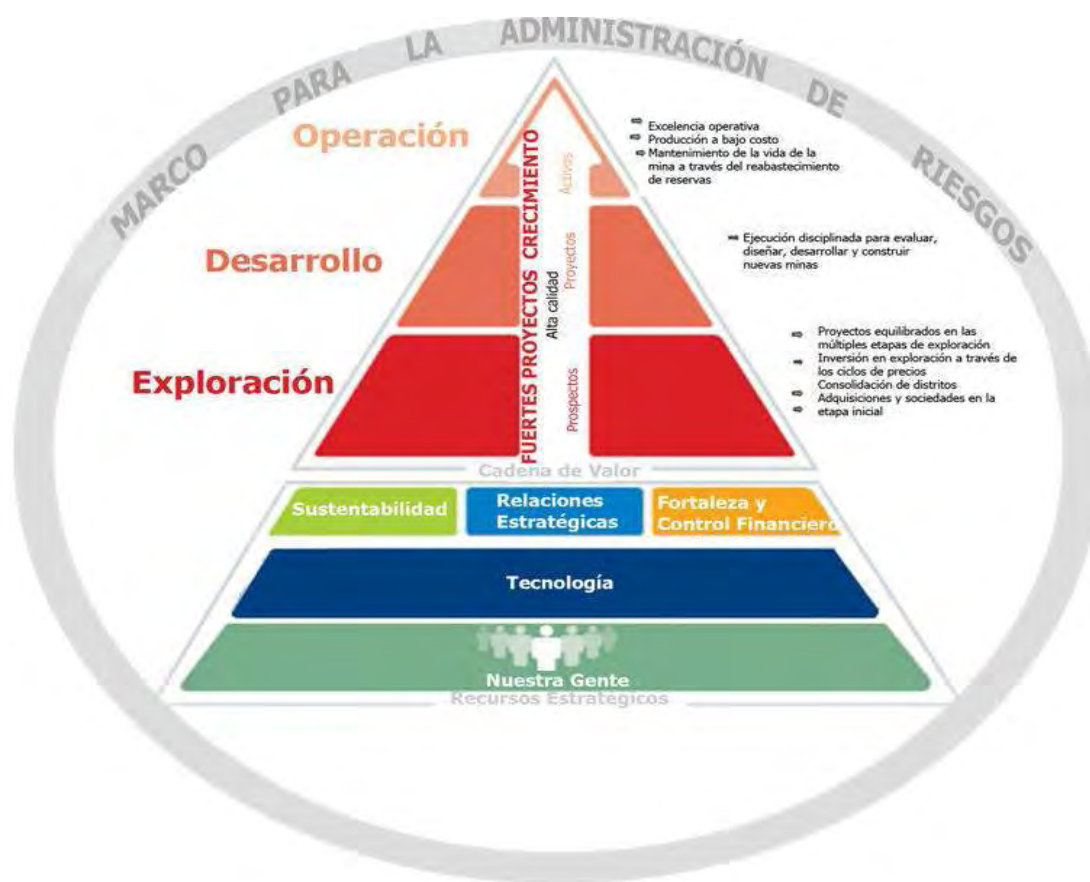 MARCO PARA LA ADMINISTRACIÓN DE RIESGOS
Operación
Excelencia operativa
Producción a bajo costo
Mantenimiento de la vida de la
mina a través del reabastecimiento
de reservas
Desarrollo
Ejecución disciplinada para evaluar,
diseñar, desarrollar y construir
nuevas minas
Exploración
Proyectos equilibrados en las
múltiples etapas de exploración
Inversión en exploración a través de
los ciclos de precios
Consolidación de distritos
Adquisiciones y sociedades en la
etapa inicial
FUERTES PROYECTOS CRECIMIENTO
Alta calidad
Activos
Proyectos
Prospectos
Cadena de Valor
Sustentabilidad
Relaciones
Estratégicas
Fortaleza y
Control Financiero
Tecnología
Nuestra Gente
Recursos Estratégicos